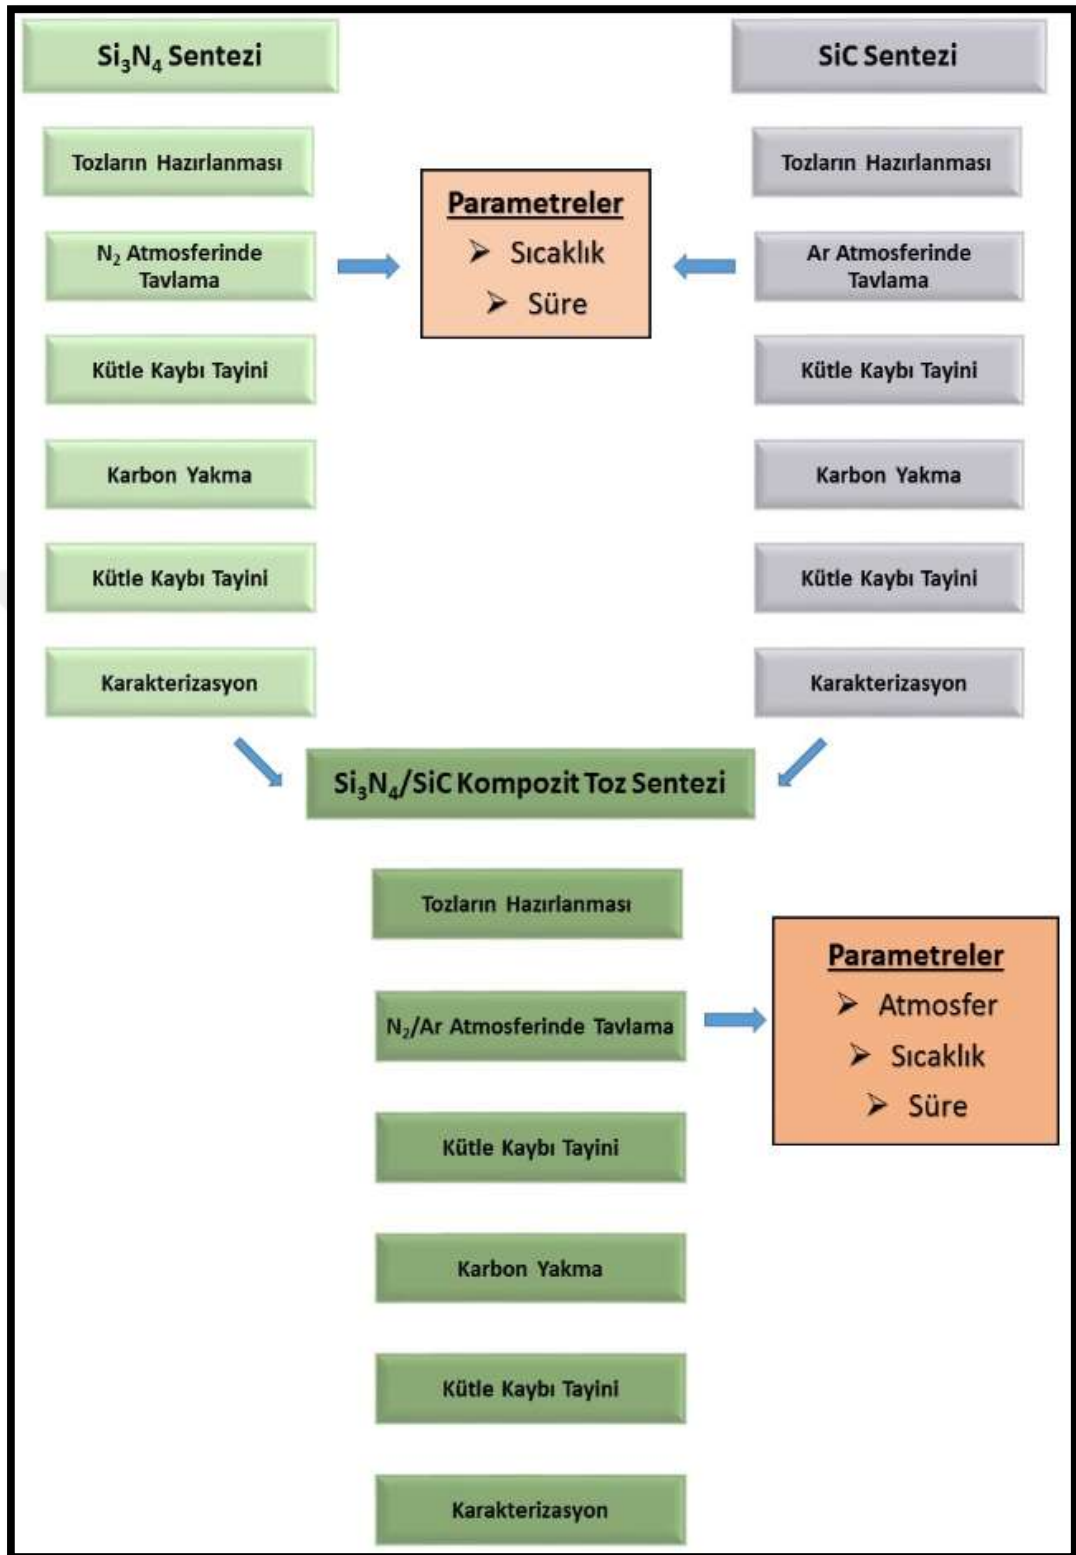 Si₃N₄ Sentezi
Tozların Hazırlanması
N₂ Atmosferinde
Tavlama
Kütle Kaybı Tayini
Karbon Yakma
Kütle Kaybı Tayini
Karakterizasyon
Parametreler
➢ Sıcaklık
➢ Süre
SiC Sentezi
Tozların Hazırlanması
Ar Atmosferinde
Tavlama
Kütle Kaybı Tayini
Karbon Yakma
Kütle Kaybı Tayini
Karakterizasyon
Si₃N₄/SiC Kompozit Toz Sentezi
Tozların Hazırlanması
N₂/Ar Atmosferinde Tavlama
Parametreler
➢ Atmosfer
➢ Sıcaklık
➢ Süre
Kütle Kaybı Tayini
Karbon Yakma
Kütle Kaybı Tayini
Karakterizasyon